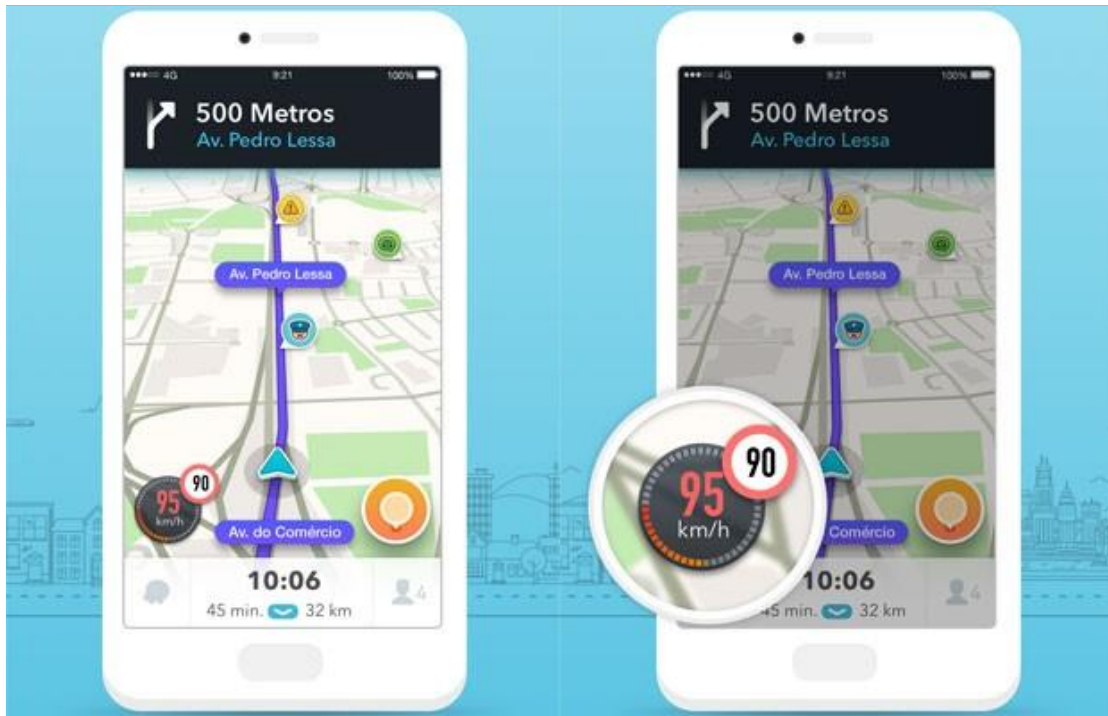 4G 9:21 100%
500 Metros
Av. Pedro Lessa
Av. Pedro Lessa
90
95
km/h
Av. do Comércio
10:06
45 min. 32 km
4
4G 9:21 100%
500 Metros
Av. Pedro Lessa
Av. Pedro Lessa
90
95
km/h
Comércio
10:06
min. 32 km
4